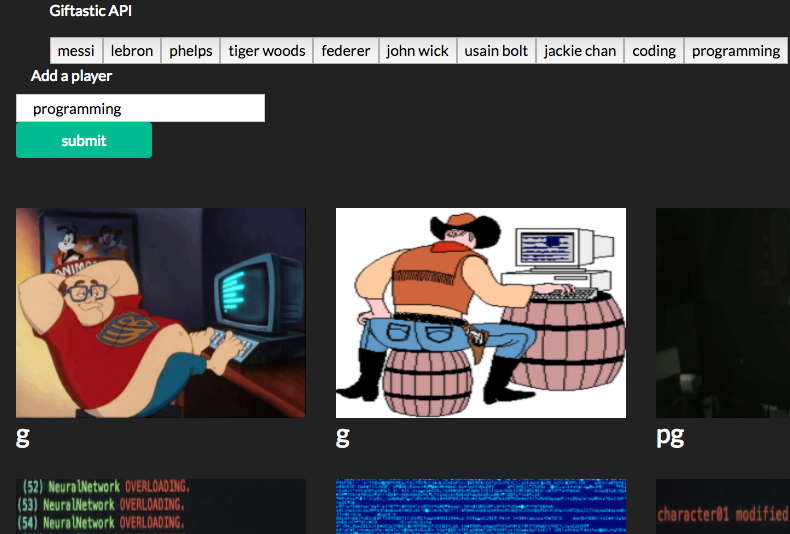 Giftastic API
messi lebron phelps tiger woods federer john wick usain bolt jackie chan coding programming
Add a player
programming
submit
ANIMA
g
g
pg
(52) NeuralNetwork OVERLOADING.
(53) NeuralNetwork OVERLOADING.
(54) NeuralNetwork OVERLOADING.
character01 modified